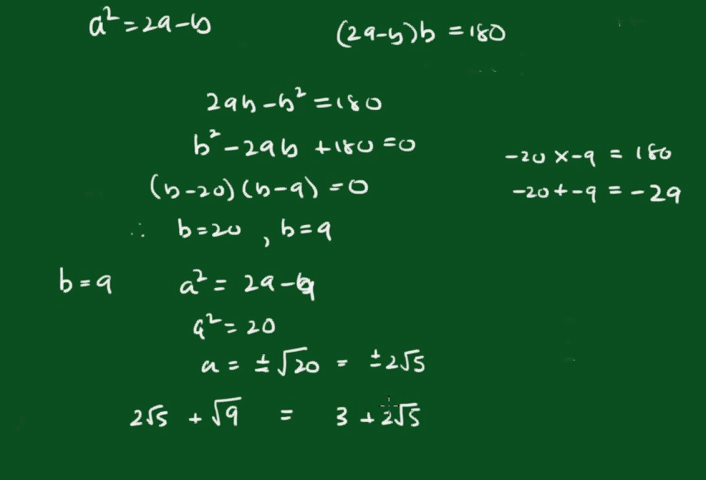 a² = 29 - b
(29 - b)b = 180
29b - b² = 180
b² - 29b + 180 = 0
(b - 20)(b - 9) = 0
∴ b = 20 , b = 9
-20 × -9 = 180
-20 + -9 = -29
b = 9
a² = 29 - 9
a² = 20
a = ±√20 = ±2√5
2√5 + √9 = 3 + 2√5